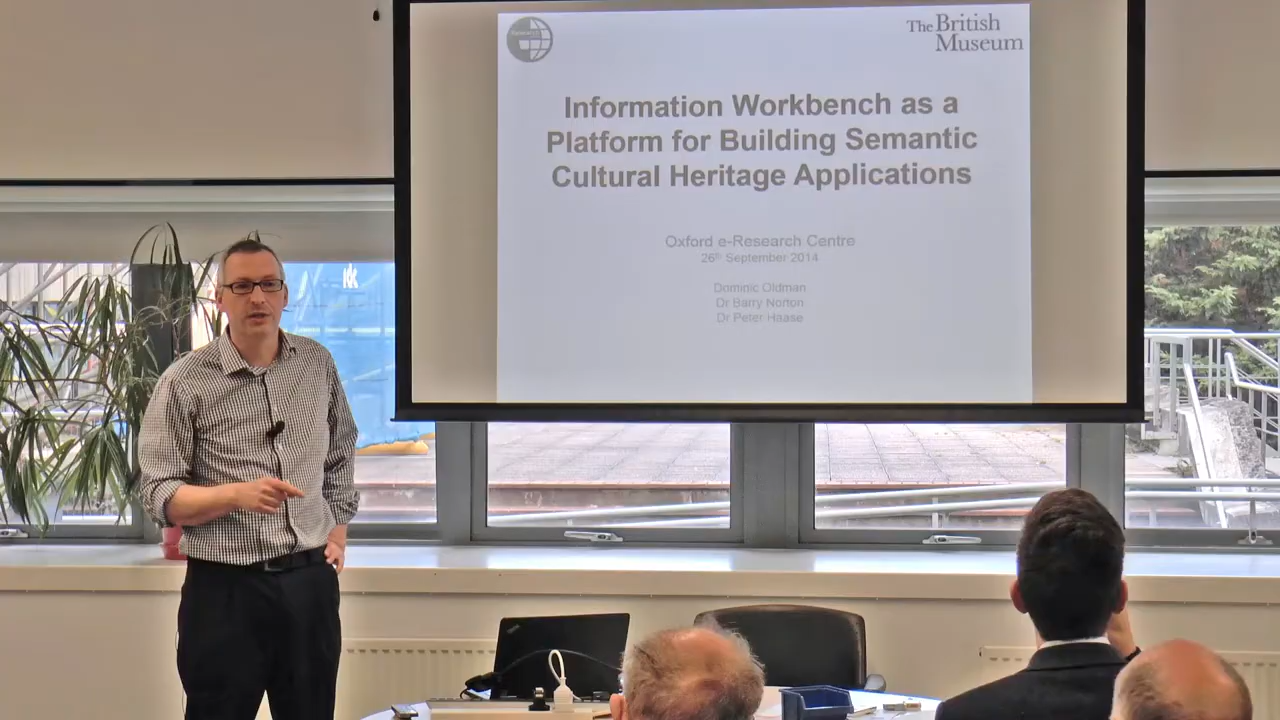 The British
Museum
Information Workbench as a
Platform for Building Semantic
Cultural Heritage Applications
Oxford e-Research Centre
26th September 2014
Dominic Oldman
Dr Barry Norton
Dr Peter Haase